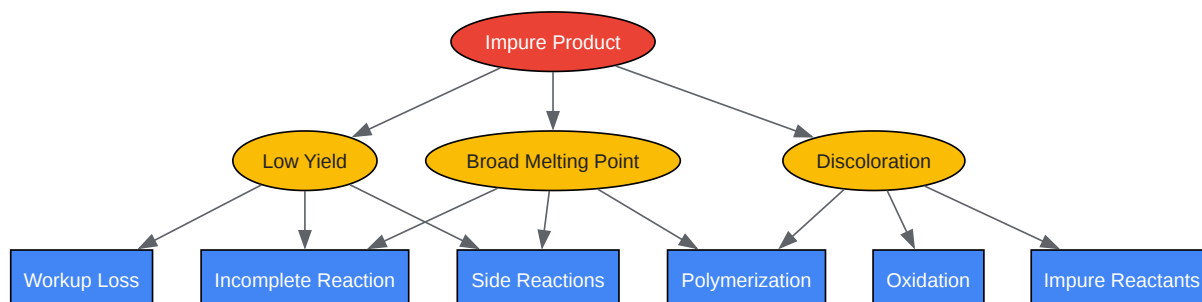 Impure Product
Low Yield
Broad Melting Point
Discoloration
Workup Loss
Incomplete Reaction
Side Reactions
Polymerization
Oxidation
Impure Reactants